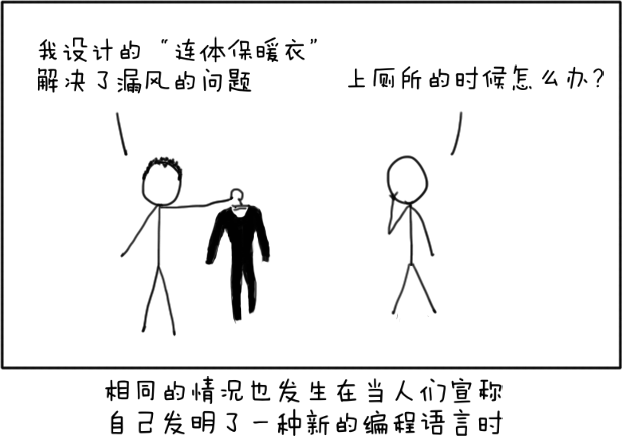 我设计的“连体保暖衣”
解决了漏风的问题
上厕所的时候怎么办?
相同的情况也发生在当人们宣称
自己发明了一种新的编程语言时